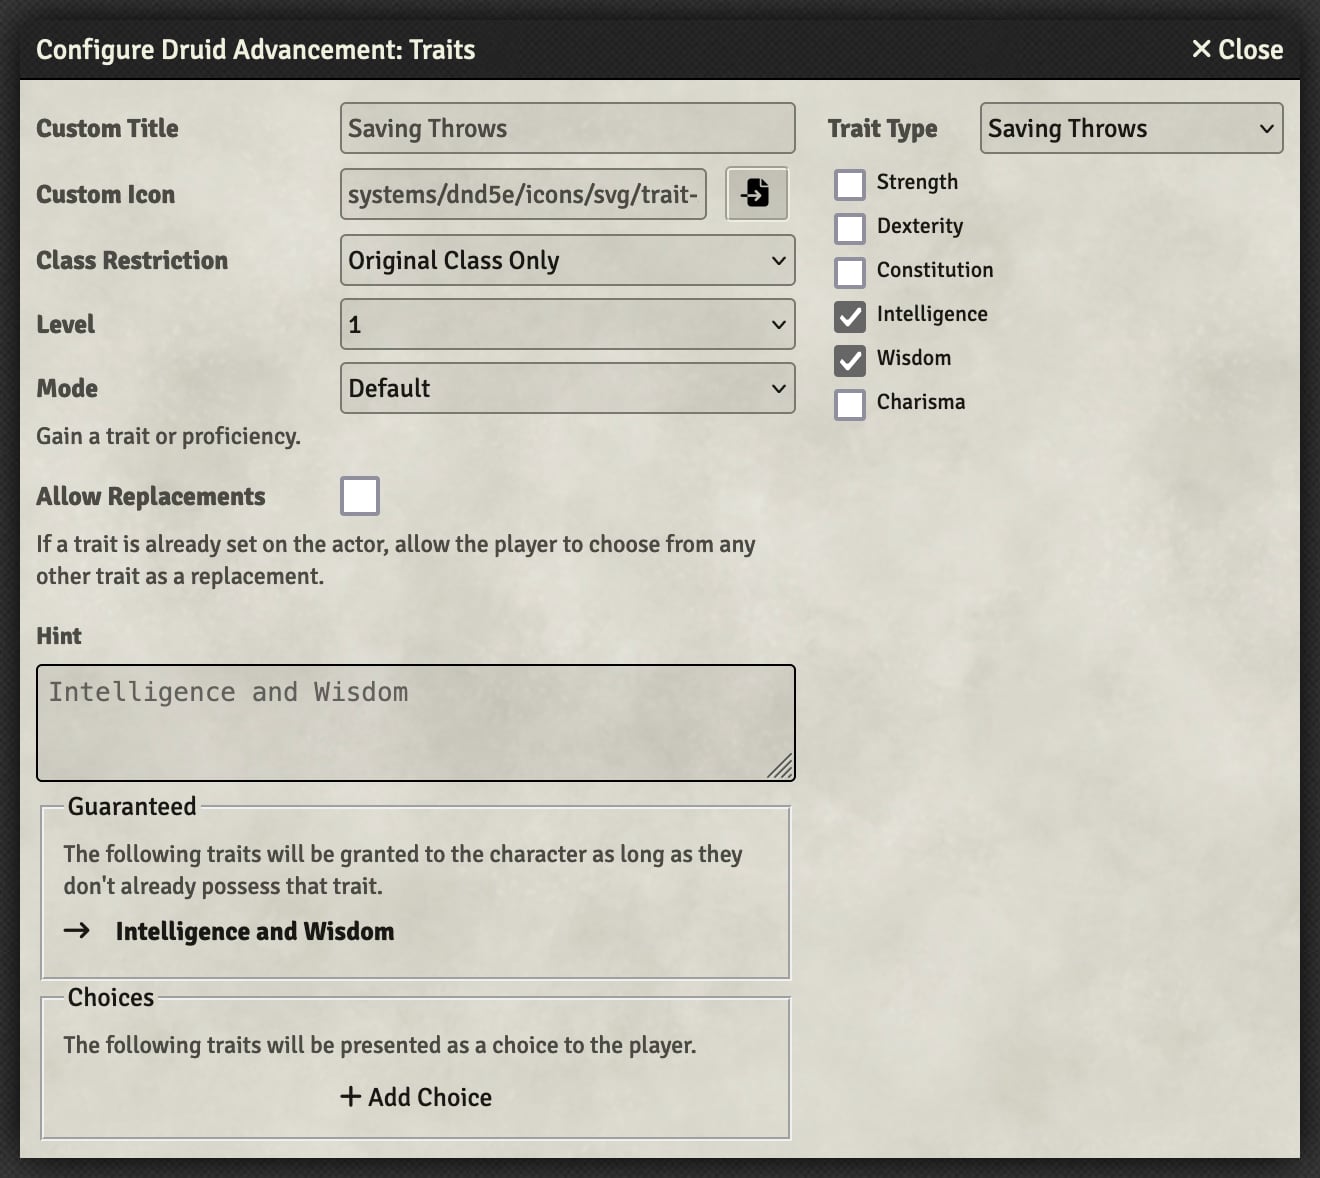 Configure Druid Advancement: Traits
Close
Custom Title
Saving Throws
Custom Icon
systems/dnd5e/icons/svg/trait-
Class Restriction
Original Class Only
Level
1
Mode
Default
Gain a trait or proficiency.
Allow Replacements
If a trait is already set on the actor, allow the player to choose from any
other trait as a replacement.
Hint
Intelligence and Wisdom
Guaranteed
The following traits will be granted to the character as long as they
don't already possess that trait.
Intelligence and Wisdom
Choices
The following traits will be presented as a choice to the player.
Add Choice
Trait Type
Saving Throws
Strength
Dexterity
Constitution
Intelligence
Wisdom
Charisma